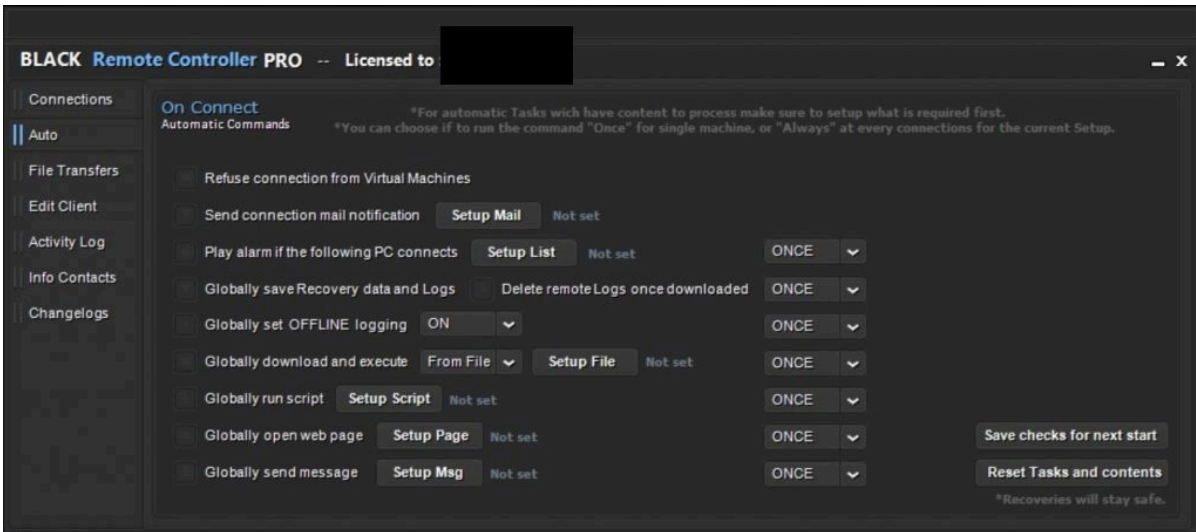 BLACK Remote Controller PRO -- Licensed to :
Connections
Auto
File Transfers
Edit Client
Activity Log
Info Contacts
Changelogs
On Connect
Automatic Commands
*For automatic Tasks wich have content to process make sure to setup what is required first.
*You can choose if to run the command "Once" for single machine, or "Always" at every connections for the current Setup.
Refuse connection from Virtual Machines
Send connection mail notification Setup Mail Not set
Play alarm if the following PC connects Setup List Not set ONCE
Globally save Recovery data and Logs Delete remote Logs once downloaded ONCE
Globally set OFFLINE logging ON ONCE
Globally download and execute From File Setup File Not set ONCE
Globally run script Setup Script Not set ONCE
Globally open web page Setup Page Not set ONCE Save checks for next start
Globally send message Setup Msg Not set ONCE Reset Tasks and contents
*Recoveries will stay safe.